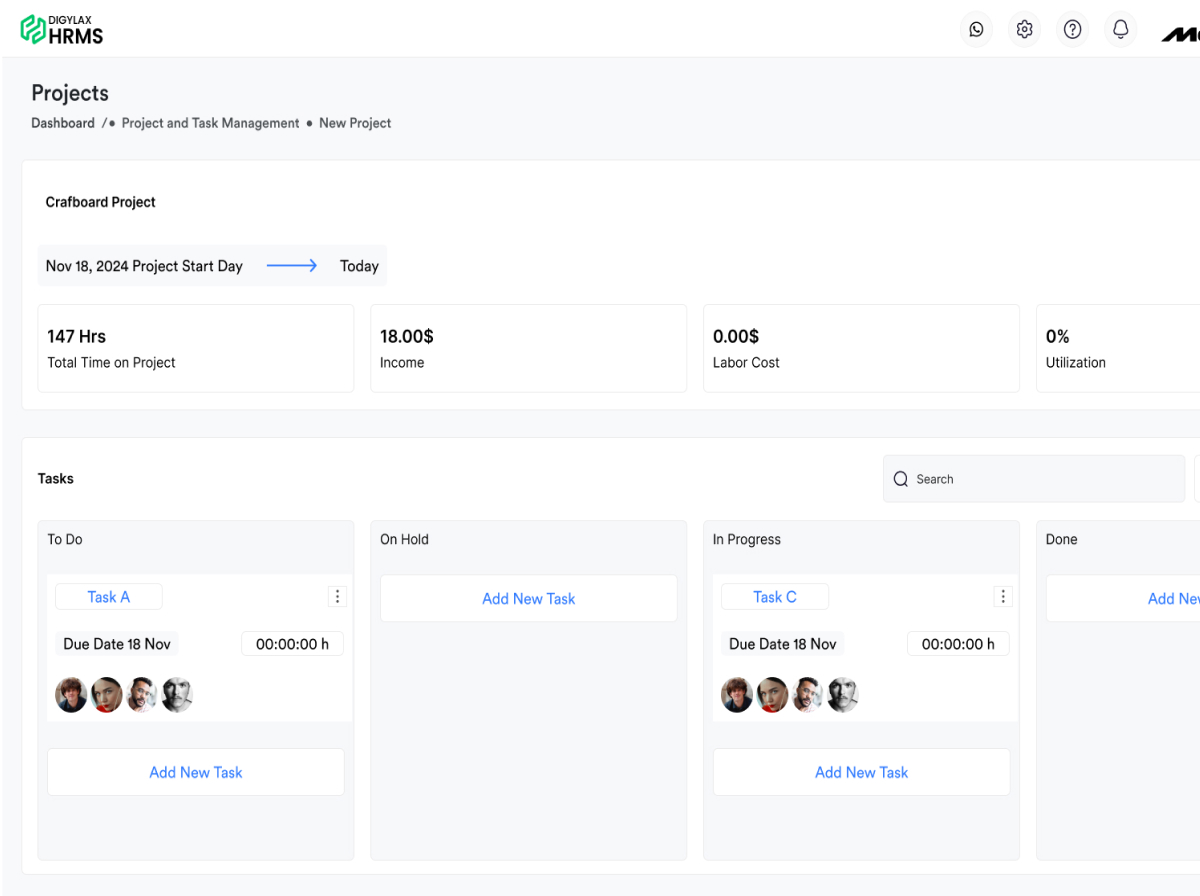 DIGYLAX
HRMS
Projects
Dashboard / • Project and Task Management • New Project
Crafboard Project
Nov 18, 2024 Project Start Day Today
147 Hrs
Total Time on Project
18.00$
Income
0.00$
Labor Cost
0%
Utilization
Tasks
Search
To Do
Task A
Due Date 18 Nov 00:00:00 h
Add New Task
On Hold
Add New Task
In Progress
Task C
Due Date 18 Nov 00:00:00 h
Add New Task
Done
Add